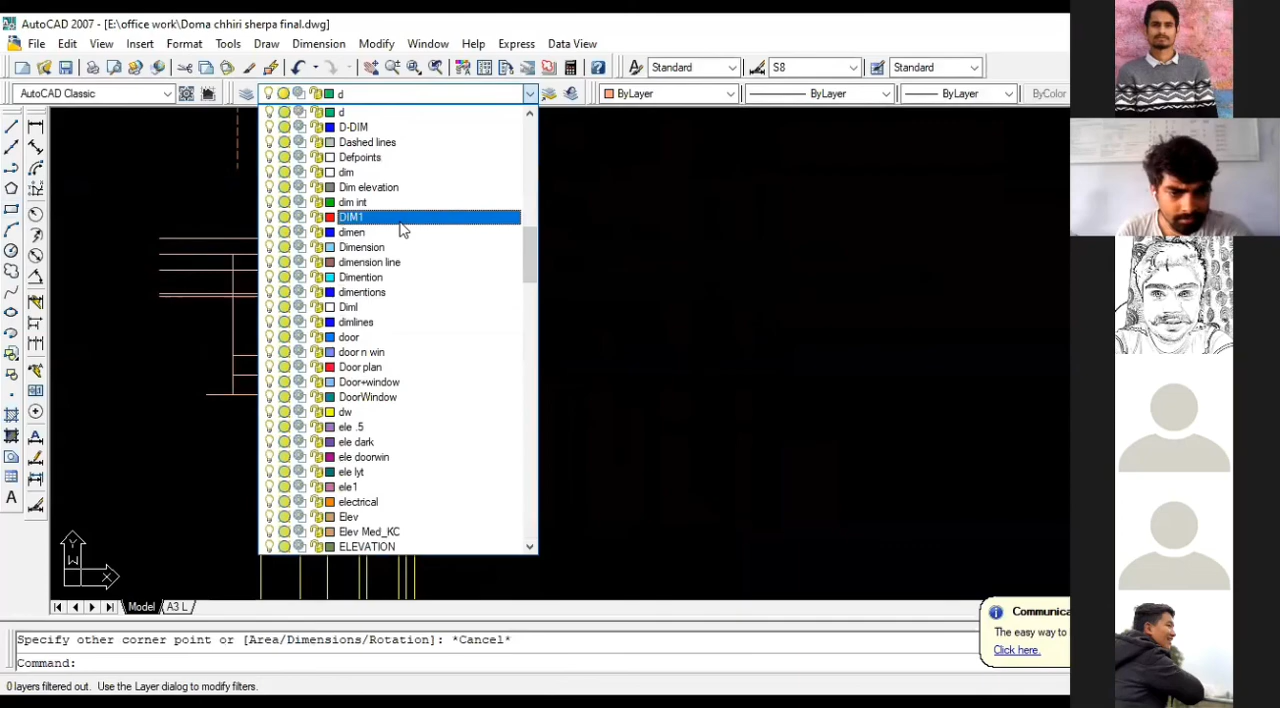 AutoCAD 2007 - [E:\office work\Doma chhiri sherpa final.dwg]
File Edit View Insert Format Tools Draw Dimension Modify Window Help Express Data View
Standard S8 Standard
AutoCAD Classic d ByLayer ByLayer ByLayer ByColor
d
D-DIM
Dashed lines
Defpoints
dim
Dim elevation
dim int
DIM1
dimen
Dimension
dimension line
Dimention
dimentions
Diml
dimlines
door
door n win
Door plan
Door+window
DoorWindow
dw
ele .5
ele dark
ele doorwin
ele lyt
ele1
electrical
Elev
Elev Med_KC
ELEVATION
Y
W
X
Model A3 L
Communica
The easy way to
Click here.
Specify other corner point or [Area/Dimensions/Rotation]: *Cancel*
Command:
0 layers filtered out. Use the Layer dialog to modify filters.